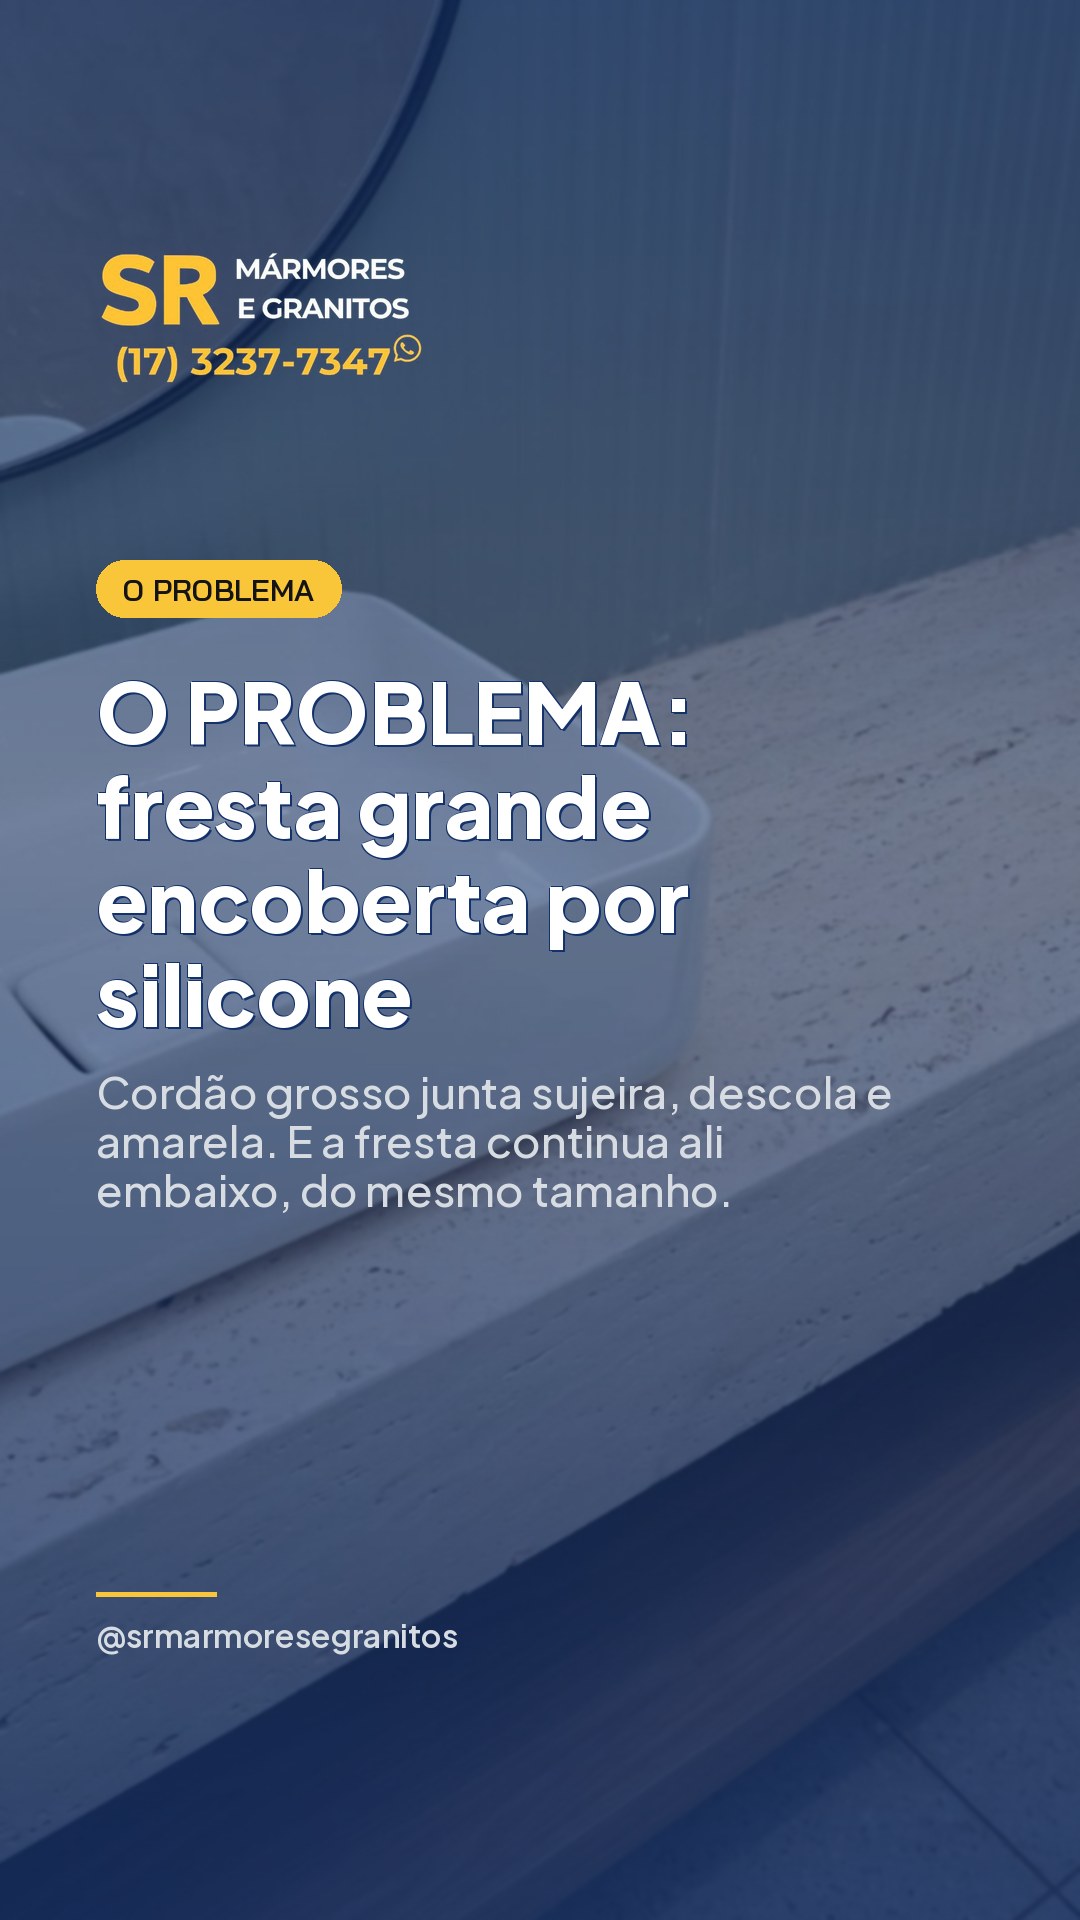 SR MÁRMORES
E GRANITOS
(17) 3237-7347
O PROBLEMA
O PROBLEMA:
fresta grande
encoberta por
silicone
Cordão grosso junta sujeira, descola e
amarela. E a fresta continua ali
embaixo, do mesmo tamanho.
@srmarmoresegranitos